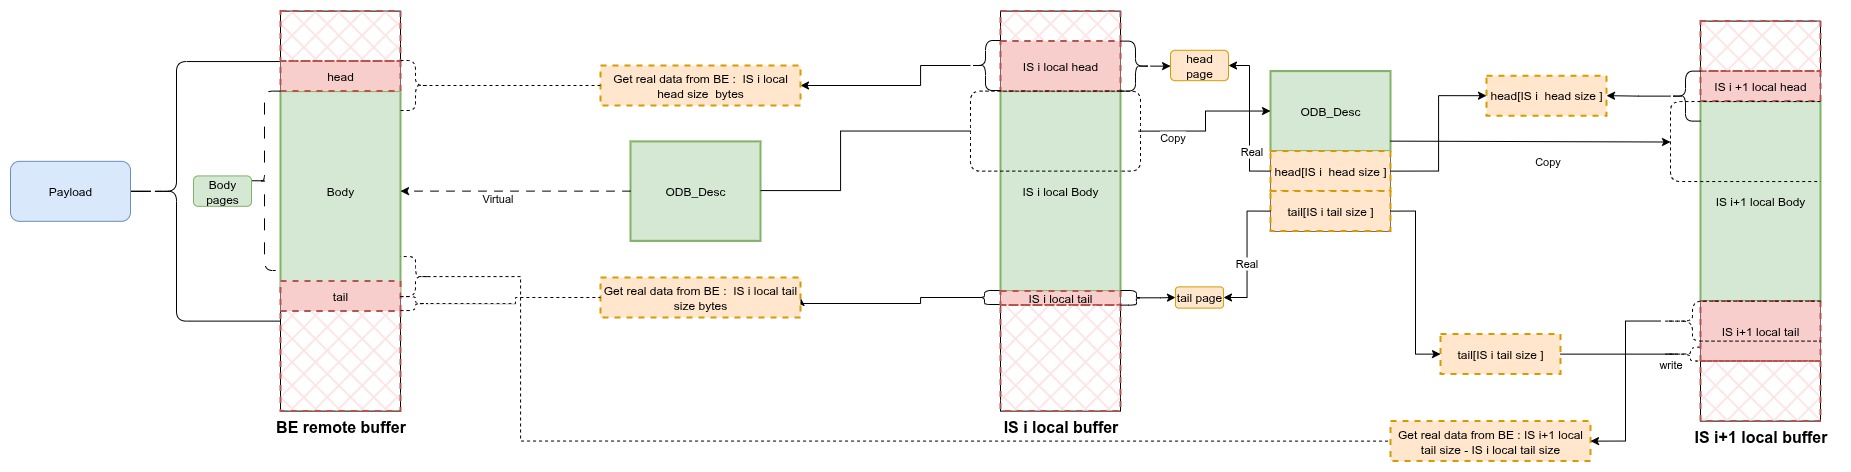 Payload
Body
pages
head
Body
tail
BE remote buffer
Get real data from BE :  IS i local
head size  bytes
Virtual
ODB_Desc
Get real data from BE :  IS i local tail
size bytes
IS i local head
IS i local Body
IS i local tail
IS i local buffer
head
page
Copy
Real
ODB_Desc
head[IS i  head size ]
tail[IS i tail size ]
Real
tail page
head[IS i  head size ]
Copy
tail[IS i tail size ]
write
Get real data from BE : IS i+1 local
tail size - IS i local tail size
IS i +1 local head
IS i+1 local Body
IS i+1 local tail
IS i+1 local buffer